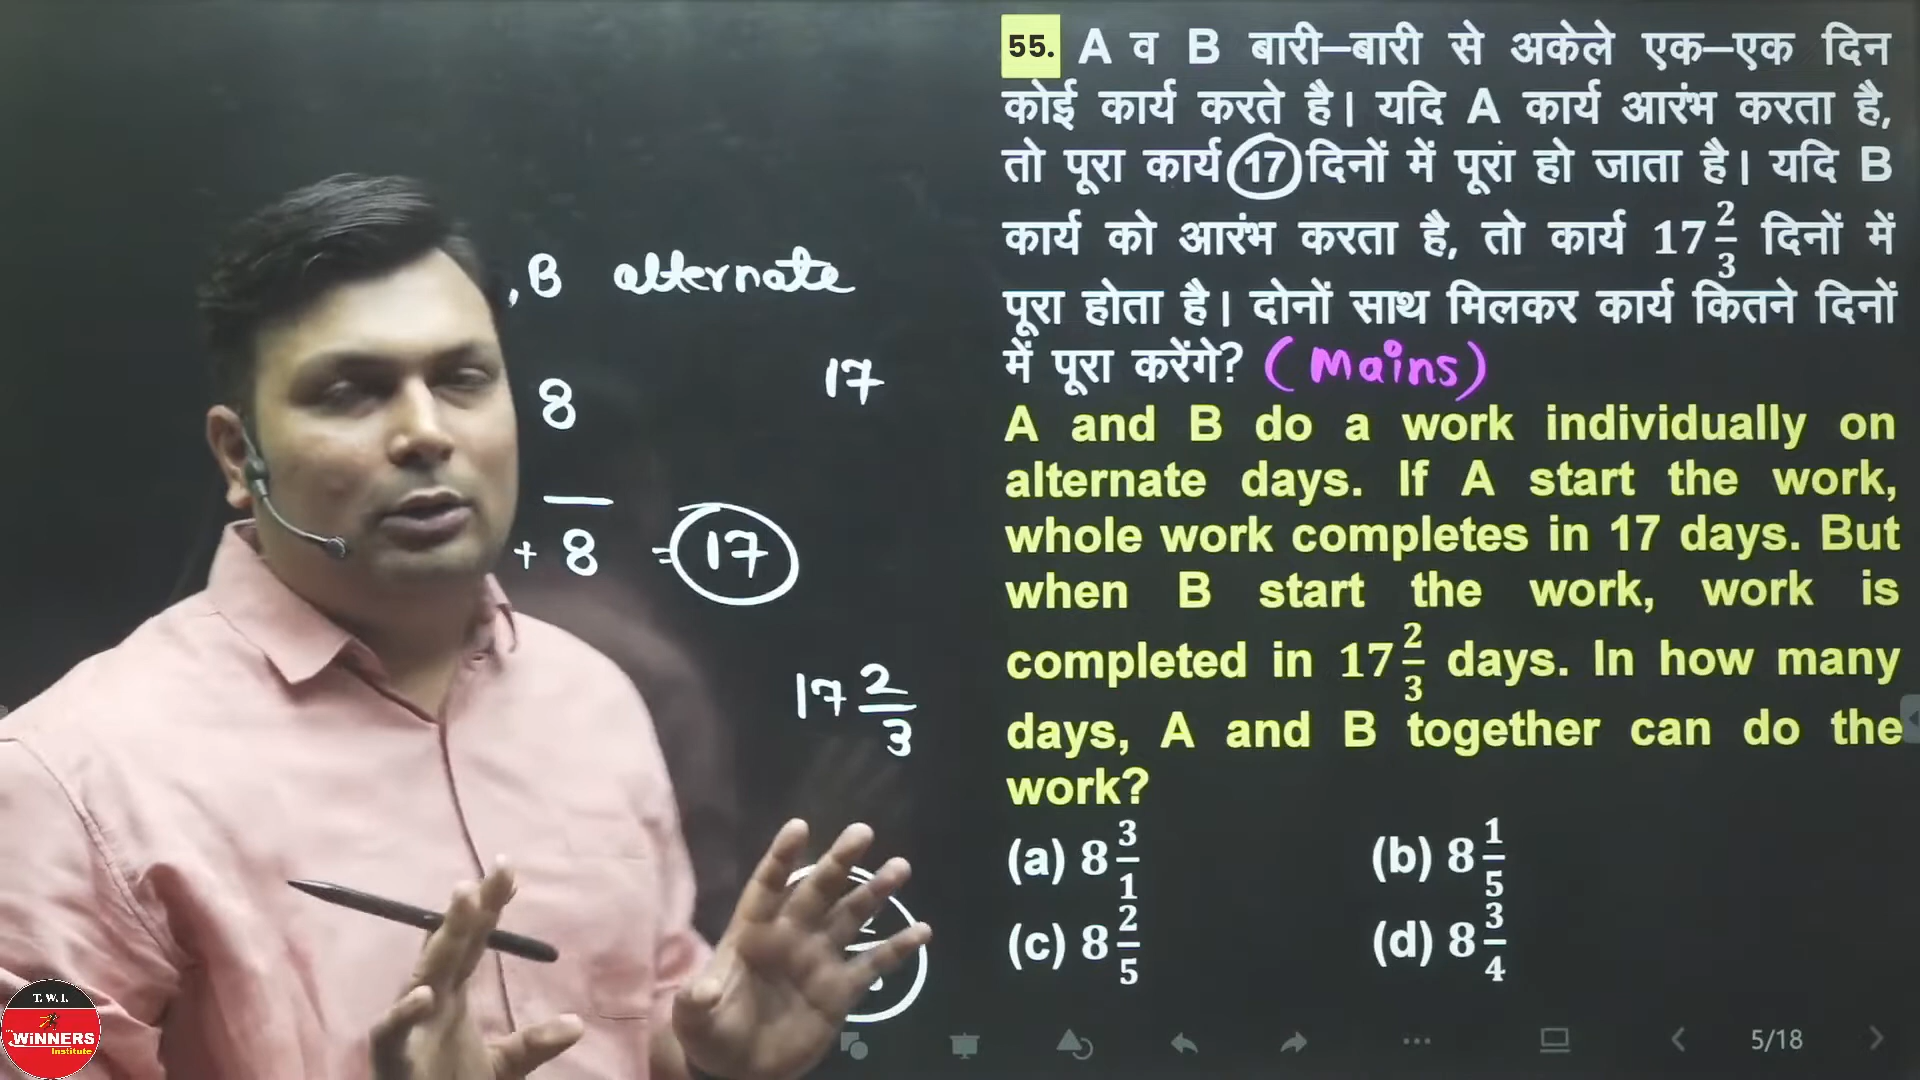 , B alternate
8
17
+ 8 = 17
17 2/3
55. A व B बारी–बारी से अकेले एक–एक दिन
कोई कार्य करते है। यदि A कार्य आरंभ करता है,
तो पूरा कार्य 17 दिनों में पूरा हो जाता है। यदि B
कार्य को आरंभ करता है, तो कार्य 17 2/3 दिनों में
पूरा होता है। दोनों साथ मिलकर कार्य कितने दिनों
में पूरा करेंगे? (Mains)
A and B do a work individually on
alternate days. If A start the work,
whole work completes in 17 days. But
when B start the work, work is
completed in 17 2/3 days. In how many
days, A and B together can do the
work?
(a) 8 3/1 (b) 8 1/5
(c) 8 2/5 (d) 8 3/4
5/18
T. W. I.
WiNNERS
Institute